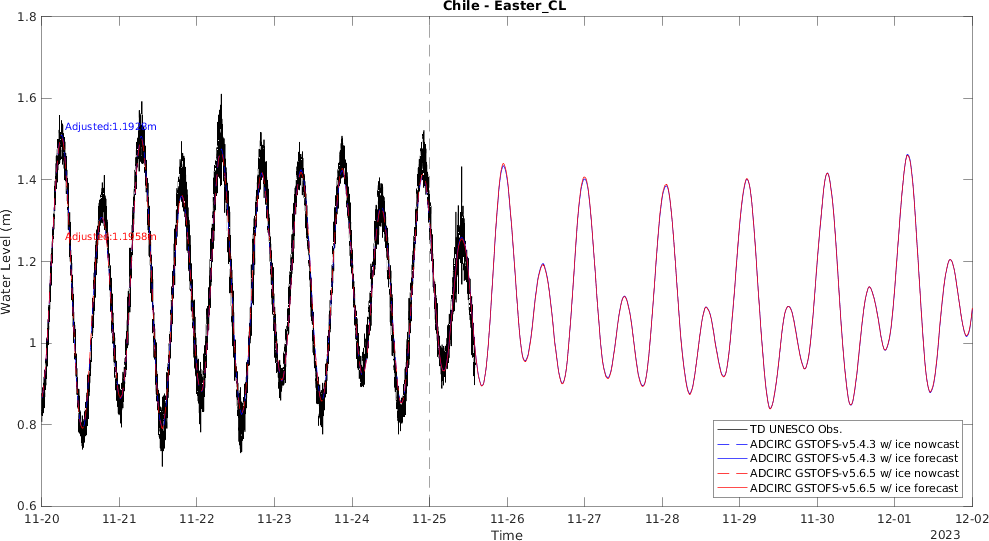 Chile - Easter_CL
1.8
1.6
1.4
1.2
1
0.8
0.6
Water Level (m)
Adjusted:1.1928m
Adjusted:1.1958m
TD UNESCO Obs.
ADCIRC GSTOFS-v5.4.3 w/ ice nowcast
ADCIRC GSTOFS-v5.4.3 w/ ice forecast
ADCIRC GSTOFS-v5.6.5 w/ ice nowcast
ADCIRC GSTOFS-v5.6.5 w/ ice forecast
11-20 11-21 11-22 11-23 11-24 11-25 11-26 11-27 11-28 11-29 11-30 12-01 12-02
Time
2023